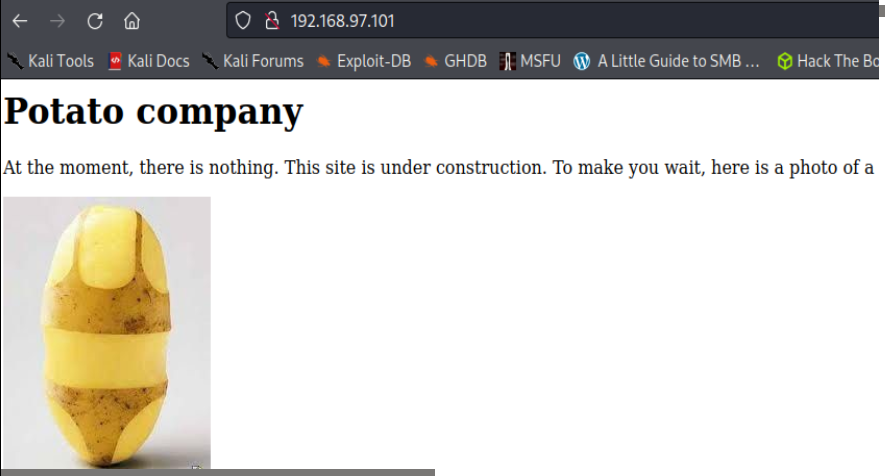 192.168.97.101
Kali Tools Kali Docs Kali Forums Exploit-DB GHDB MSFU A Little Guide to SMB ... Hack The Bo
Potato company
At the moment, there is nothing. This site is under construction. To make you wait, here is a photo of a